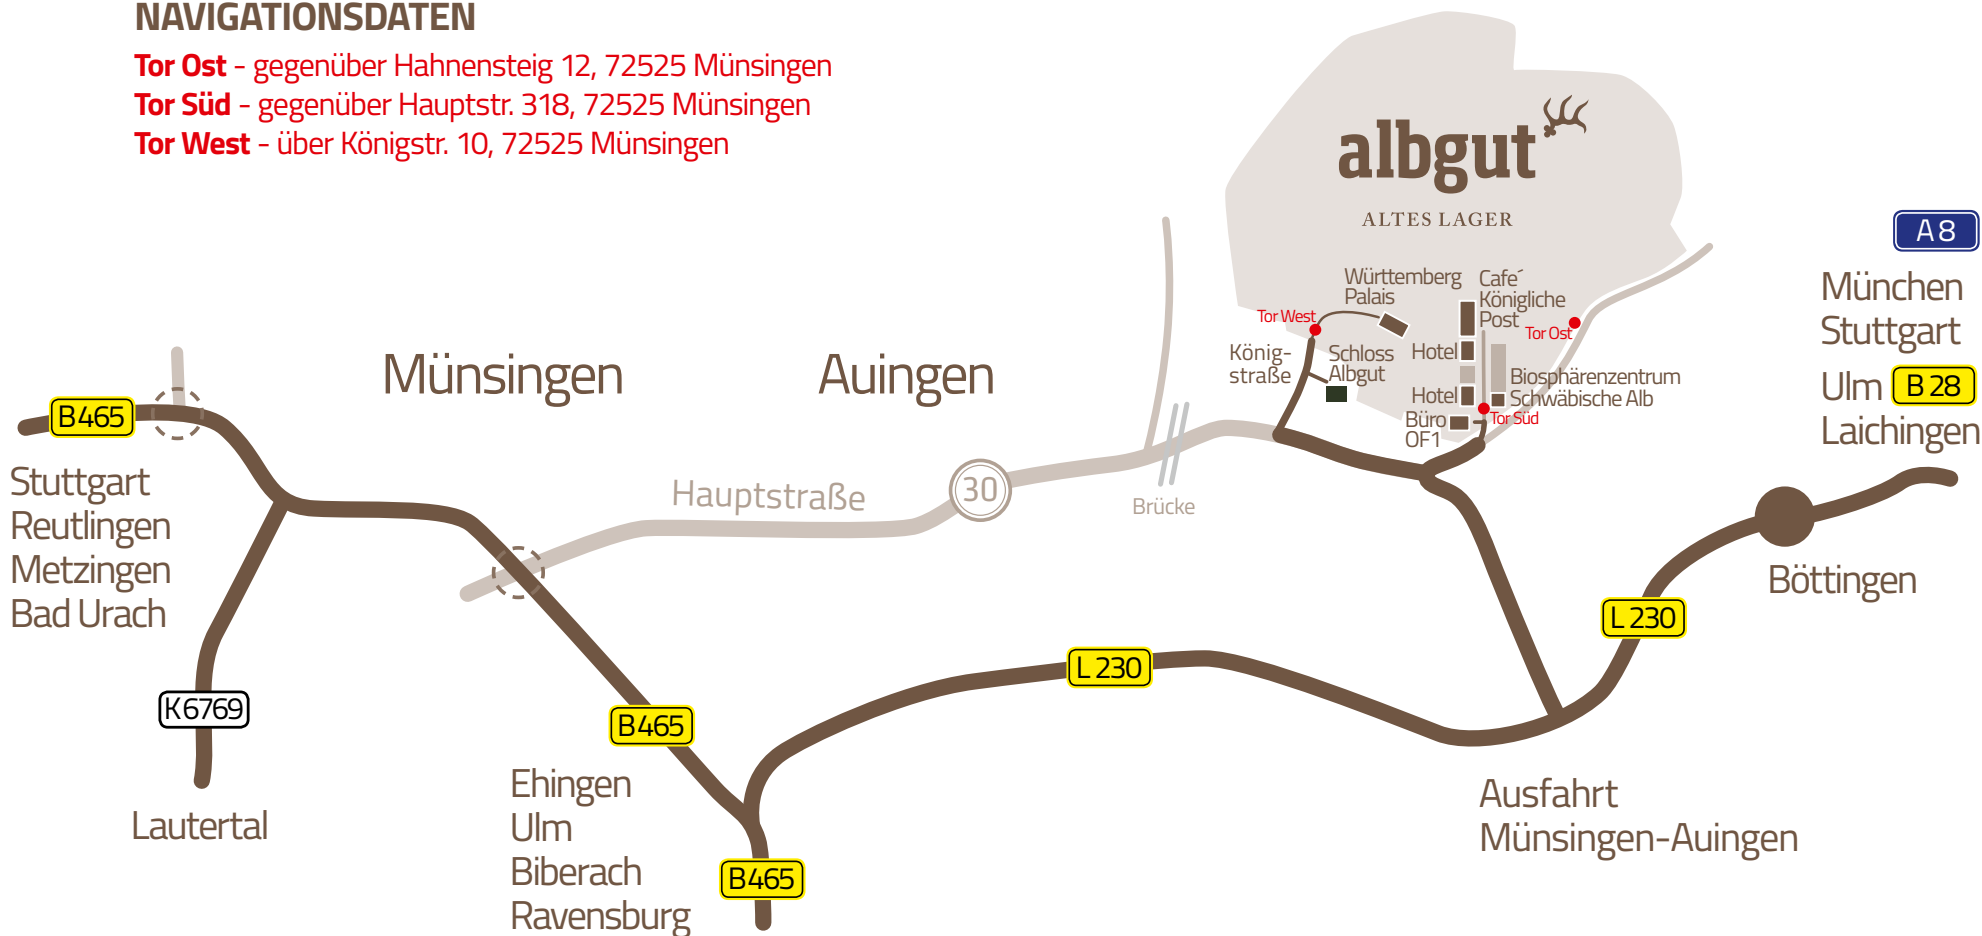 NAVIGATIONSDATEN
Tor Ost - gegenüber Hahnensteig 12, 72525 Münsingen
Tor Süd - gegenüber Hauptstr. 318, 72525 Münsingen
Tor West - über Königstr. 10, 72525 Münsingen
albgut
ALTES LAGER
A 8
München
Stuttgart
Ulm B 28
Laichingen
Württemberg
Palais
Cafe´
Königliche
Post
Tor West
Tor Ost
König-
straße
Schloss
Albgut
Hotel
Hotel
Biosphärenzentrum
Schwäbische Alb
Büro
OF1
Tor Süd
Münsingen
Auingen
B465
Stuttgart
Reutlingen
Metzingen
Bad Urach
Hauptstraße
30
Brücke
Böttingen
L 230
L 230
K6769
B465
Lautertal
Ehingen
Ulm
Biberach
Ravensburg
B465
Ausfahrt
Münsingen-Auingen